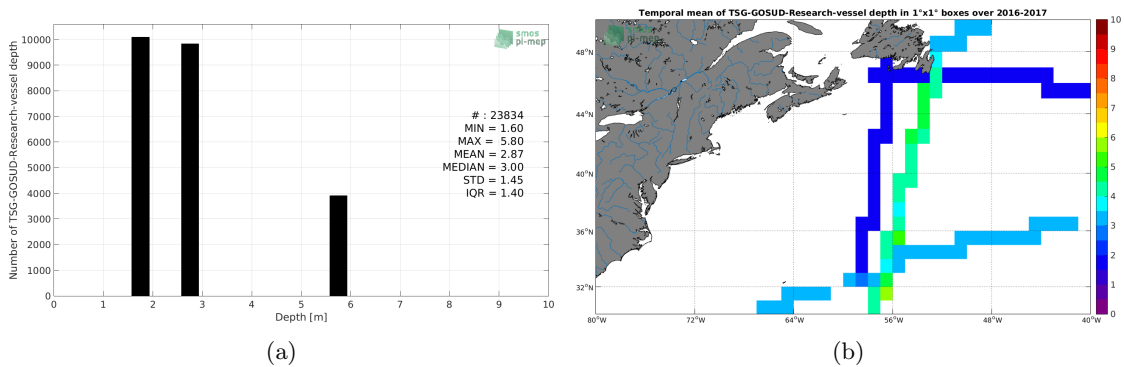 smos
pi-mep
Number of TSG-GOSUD-Research-vessel depth
10000
9000
8000
7000
6000
5000
4000
3000
2000
1000
0
# : 23834
MIN = 1.60
MAX = 5.80
MEAN = 2.87
MEDIAN = 3.00
STD = 1.45
IQR = 1.40
0 1 2 3 4 5 6 7 8 9 10
Depth [m]
(a)
Temporal mean of TSG-GOSUD-Research-vessel depth in 1°x1° boxes over 2016-2017
smos
pi-mep
48°N
44°N
40°N
36°N
32°N
80°W 72°W 64°W 56°W 48°W 40°W
10
9
8
7
6
5
4
3
2
1
0
(b)